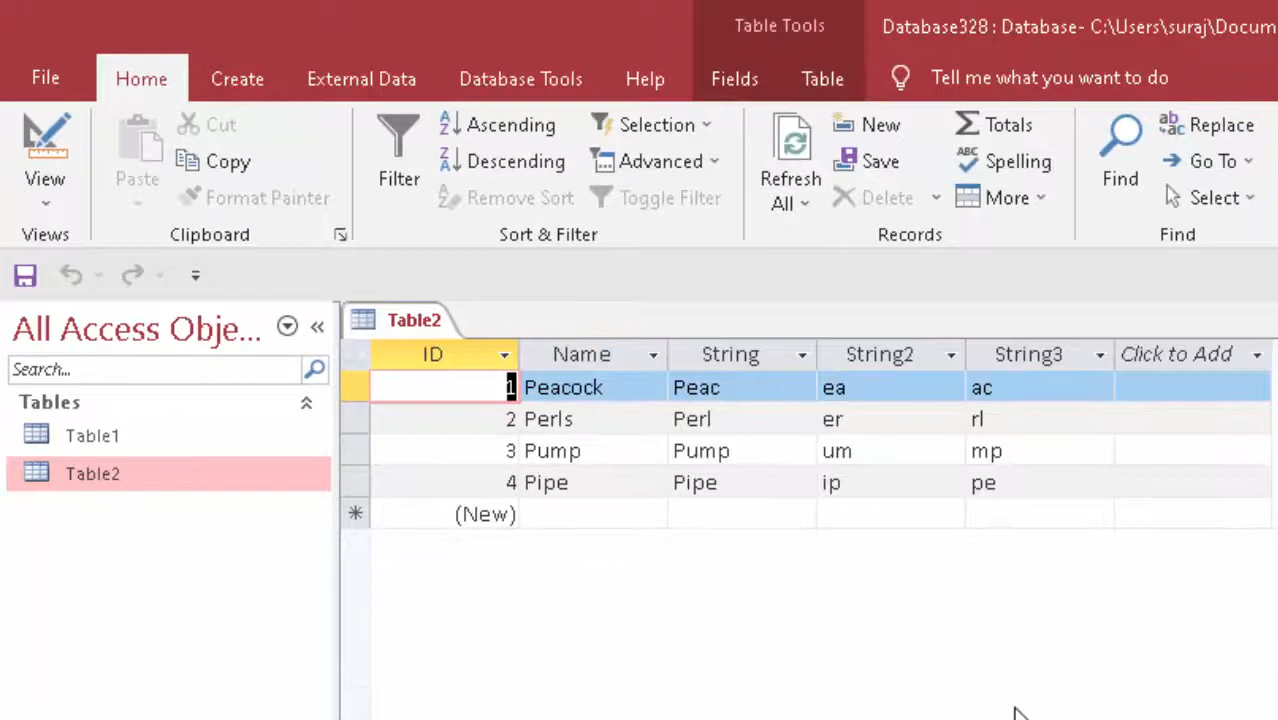 Table Tools
Database328 : Database- C:\Users\suraj\Docum
File Home Create External Data Database Tools Help Fields Table Tell me what you want to do
View Paste Cut Copy Format Painter
Filter Ascending Descending Remove Sort Selection Advanced Toggle Filter
Refresh All New Save Delete Totals Spelling More
Find Replace Go To Select
Views Clipboard Sort & Filter Records Find
All Access Obje... «
Search...
Tables
Table1
Table2
Table2
ID Name String String2 String3 Click to Add
1 Peacock Peac ea ac
2 Perls Perl er rl
3 Pump Pump um mp
4 Pipe Pipe ip pe
* (New)